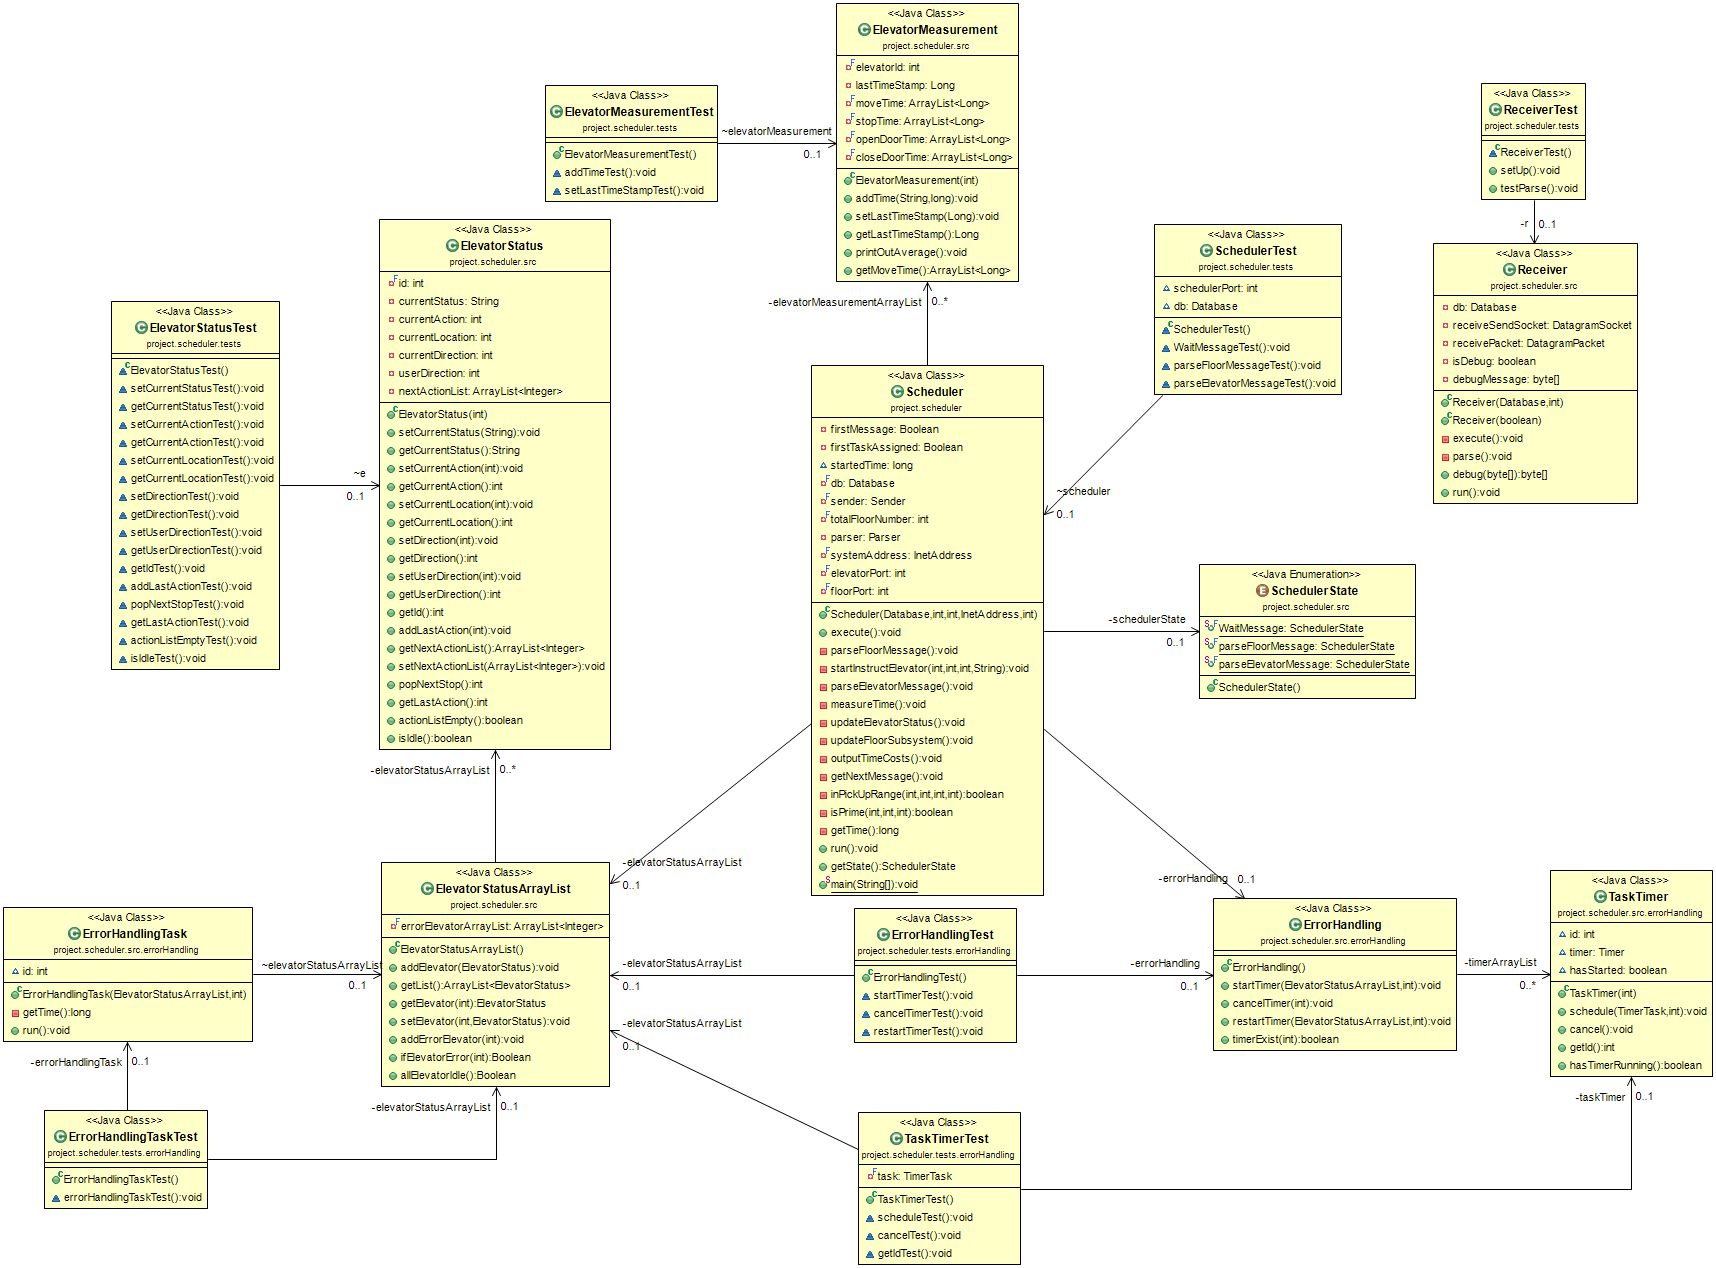 <<Java Class>>
ElevatorMeasurement
project.scheduler.src
elevatorId: int
lastTimeStamp: Long
moveTime: ArrayList<Long>
stopTime: ArrayList<Long>
openDoorTime: ArrayList<Long>
closeDoorTime: ArrayList<Long>
ElevatorMeasurement(int)
addTime(String,long):void
setLastTimeStamp(Long):void
getLastTimeStamp():Long
printOutAverage():void
getMoveTime():ArrayList<Long>
<<Java Class>>
ElevatorMeasurementTest
project.scheduler.tests
ElevatorMeasurementTest()
addTimeTest():void
setLastTimeStampTest():void
~elevatorMeasurement
0..1
<<Java Class>>
ReceiverTest
project.scheduler.tests
ReceiverTest()
setUp():void
testParse():void
-r
0..1
<<Java Class>>
Receiver
project.scheduler.src
db: Database
receiveSendSocket: DatagramSocket
receivePacket: DatagramPacket
isDebug: boolean
debugMessage: byte[]
Receiver(Database,int)
Receiver(boolean)
execute():void
parse():void
debug(byte[]):byte[]
run():void
<<Java Class>>
ElevatorStatus
project.scheduler.src
id: int
currentStatus: String
currentAction: int
currentLocation: int
currentDirection: int
userDirection: int
nextActionList: ArrayList<Integer>
ElevatorStatus(int)
setCurrentStatus(String):void
getCurrentStatus():String
setCurrentAction(int):void
getCurrentAction():int
setCurrentLocation(int):void
getCurrentLocation():int
setDirection(int):void
getDirection():int
setUserDirection(int):void
getUserDirection():int
getId():int
addLastAction(int):void
getNextActionList():ArrayList<Integer>
setNextActionList(ArrayList<Integer>):void
popNextStop():int
getLastAction():int
actionListEmpty():boolean
isIdle():boolean
<<Java Class>>
ElevatorStatusTest
project.scheduler.tests
ElevatorStatusTest()
setCurrentStatusTest():void
getCurrentStatusTest():void
setCurrentActionTest():void
getCurrentActionTest():void
setCurrentLocationTest():void
getCurrentLocationTest():void
setDirectionTest():void
getDirectionTest():void
setUserDirectionTest():void
getUserDirectionTest():void
getIdTest():void
addLastActionTest():void
popNextStopTest():void
getLastActionTest():void
actionListEmptyTest():void
isIdleTest():void
~e
0..1
<<Java Class>>
SchedulerTest
project.scheduler.tests
schedulerPort: int
db: Database
SchedulerTest()
WaitMessageTest():void
parseFloorMessageTest():void
parseElevatorMessageTest():void
-elevatorMeasurementArrayList
0..*
~scheduler
0..1
<<Java Class>>
Scheduler
project.scheduler
firstMessage: Boolean
firstTaskAssigned: Boolean
startedTime: long
db: Database
sender: Sender
totalFloorNumber: int
parser: Parser
systemAddress: InetAddress
elevatorPort: int
floorPort: int
Scheduler(Database,int,int,InetAddress,int)
execute():void
parseFloorMessage():void
startInstructElevator(int,int,int,String):void
parseElevatorMessage():void
measureTime():void
updateElevatorStatus():void
updateFloorSubsystem():void
outputTimeCosts():void
getNextMessage():void
inPickUpRange(int,int,int,int):boolean
isPrime(int,int,int):boolean
getTime():long
run():void
getState():SchedulerState
main(String[]):void
-schedulerState
0..1
<<Java Enumeration>>
SchedulerState
project.scheduler.src
WaitMessage: SchedulerState
parseFloorMessage: SchedulerState
parseElevatorMessage: SchedulerState
SchedulerState()
-elevatorStatusArrayList
0..*
-elevatorStatusArrayList
0..1
-errorHandling
0..1
<<Java Class>>
ElevatorStatusArrayList
project.scheduler.src
errorElevatorArrayList: ArrayList<Integer>
ElevatorStatusArrayList()
addElevator(ElevatorStatus):void
getList():ArrayList<ElevatorStatus>
getElevator(int):ElevatorStatus
setElevator(int,ElevatorStatus):void
addErrorElevator(int):void
ifElevatorError(int):Boolean
allElevatorIdle():Boolean
<<Java Class>>
ErrorHandlingTask
project.scheduler.src.errorHandling
id: int
ErrorHandlingTask(ElevatorStatusArrayList,int)
getTime():long
run():void
~elevatorStatusArrayList
0..1
<<Java Class>>
ErrorHandlingTest
project.scheduler.tests.errorHandling
ErrorHandlingTest()
startTimerTest():void
cancelTimerTest():void
restartTimerTest():void
-elevatorStatusArrayList
0..1
-errorHandling
0..1
<<Java Class>>
ErrorHandling
project.scheduler.src.errorHandling
ErrorHandling()
startTimer(ElevatorStatusArrayList,int):void
cancelTimer(int):void
restartTimer(ElevatorStatusArrayList,int):void
timerExist(int):boolean
-timerArrayList
0..*
<<Java Class>>
TaskTimer
project.scheduler.src.errorHandling
id: int
timer: Timer
hasStarted: boolean
TaskTimer(int)
schedule(TimerTask,int):void
cancel():void
getId():int
hasTimerRunning():boolean
-elevatorStatusArrayList
0..1
-errorHandlingTask
0..1
-elevatorStatusArrayList
0..1
-taskTimer
0..1
<<Java Class>>
ErrorHandlingTaskTest
project.scheduler.tests.errorHandling
ErrorHandlingTaskTest()
errorHandlingTaskTest():void
<<Java Class>>
TaskTimerTest
project.scheduler.tests.errorHandling
task: TimerTask
TaskTimerTest()
scheduleTest():void
cancelTest():void
getIdTest():void